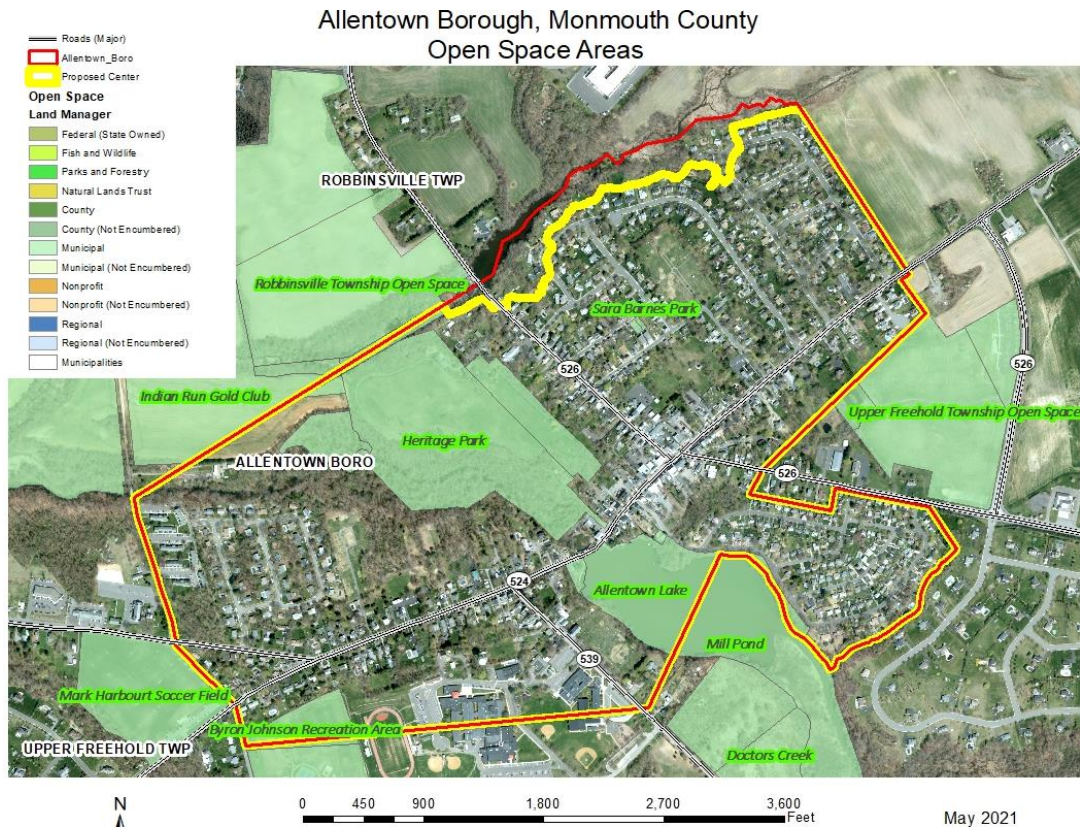 Allentown Borough, Monmouth County
Open Space Areas
Roads (Major)
Allentown_Boro
Proposed Center
Open Space
Land Manager
Federal (State Owned)
Fish and Wildlife
Parks and Forestry
Natural Lands Trust
County
County (Not Encumbered)
Municipal
Municipal (Not Encumbered)
Nonprofit
Nonprofit (Not Encumbered)
Regional
Regional (Not Encumbered)
Municipalities
ROBBINSVILLE TWP
Robbinsville Township Open Space
Sara Barnes Park
526
526
Indian Run Gold Club
Upper Freehold Township Open Space
Heritage Park
ALLENTOWN BORO
526
524
Allentown Lake
Mill Pond
539
Mark Harbourt Soccer Field
Byron Johnson Recreation Area
UPPER FREEHOLD TWP
Doctors Creek
N
0 450 900 1,800 2,700 3,600
Feet
May 2021